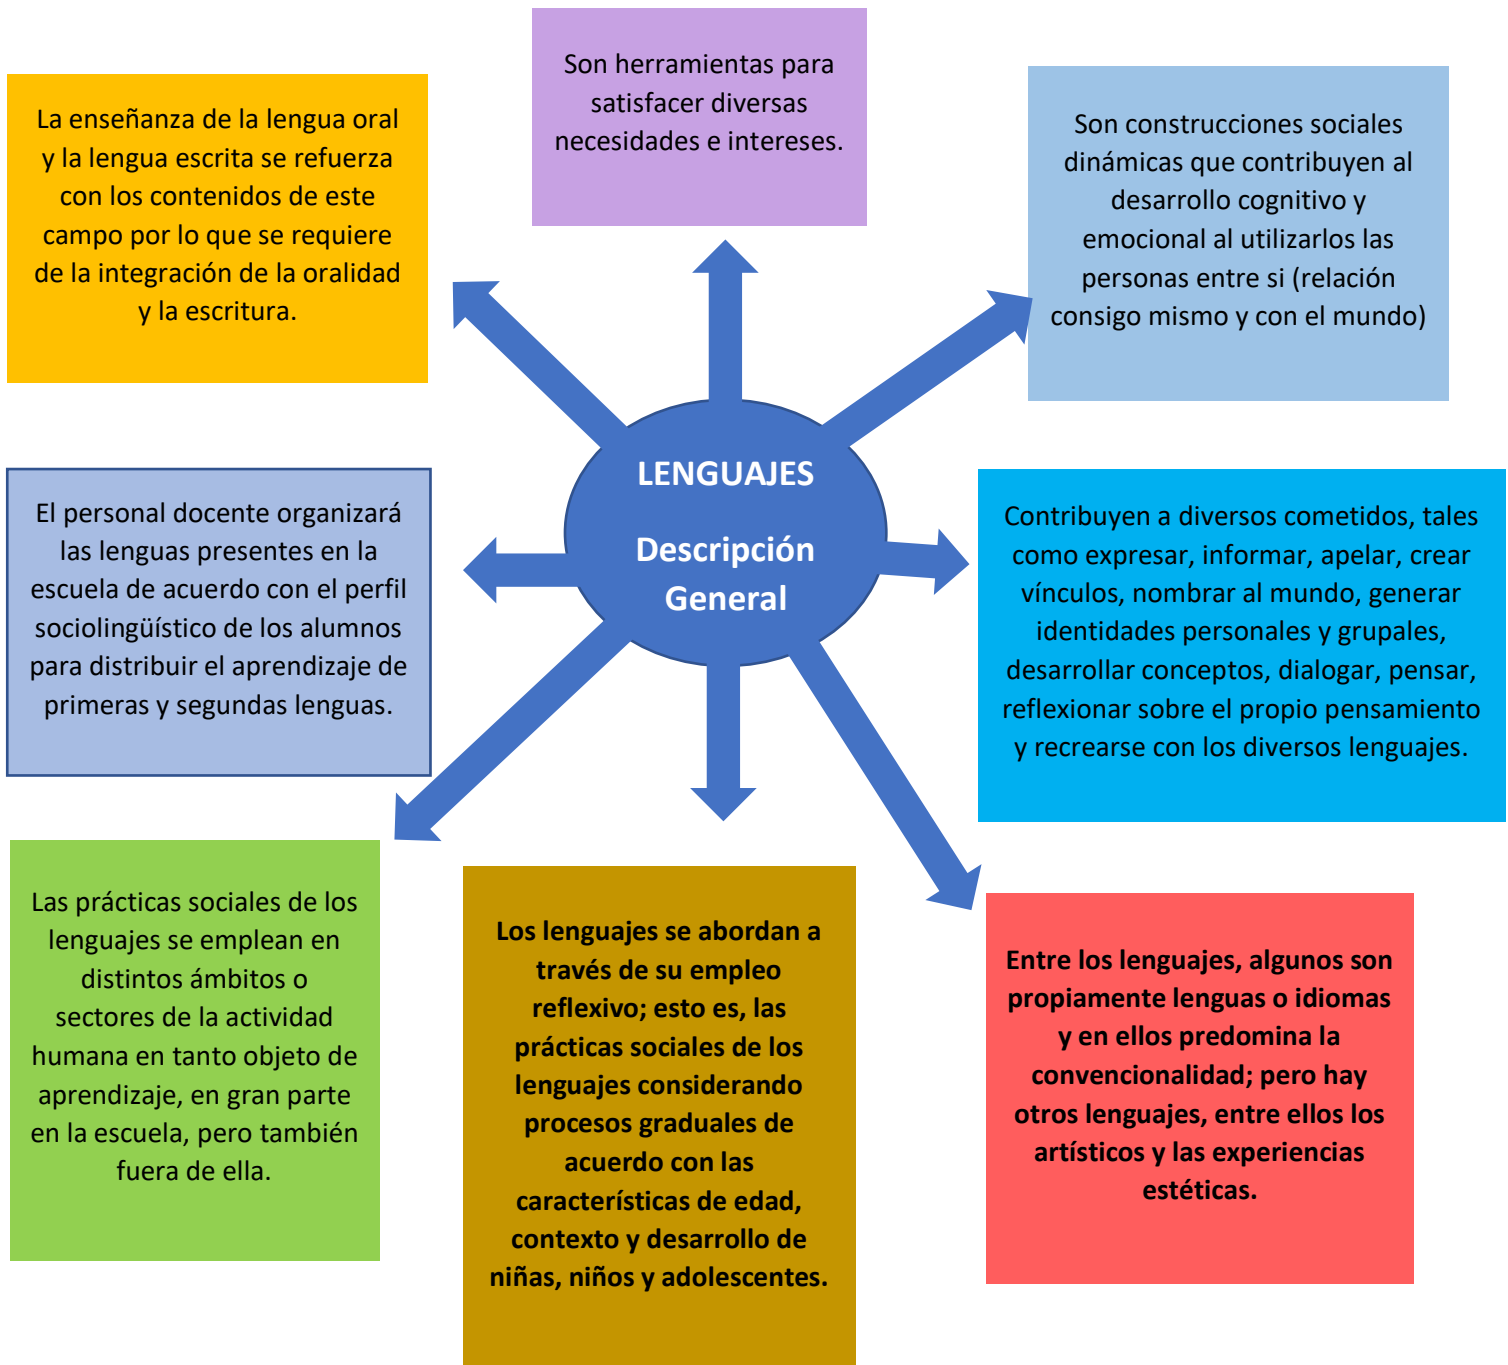 La enseñanza de la lengua oral
y la lengua escrita se refuerza
con los contenidos de este
campo por lo que se requiere
de la integración de la oralidad
y la escritura.
Son herramientas para
satisfacer diversas
necesidades e intereses.
Son construcciones sociales
dinámicas que contribuyen al
desarrollo cognitivo y
emocional al utilizarlos las
personas entre si (relación
consigo mismo y con el mundo)
LENGUAJES
Descripción
General
El personal docente organizará
las lenguas presentes en la
escuela de acuerdo con el perfil
sociolingüístico de los alumnos
para distribuir el aprendizaje de
primeras y segundas lenguas.
Contribuyen a diversos cometidos, tales
como expresar, informar, apelar, crear
vínculos, nombrar al mundo, generar
identidades personales y grupales,
desarrollar conceptos, dialogar, pensar,
reflexionar sobre el propio pensamiento
y recrearse con los diversos lenguajes.
Las prácticas sociales de los
lenguajes se emplean en
distintos ámbitos o
sectores de la actividad
humana en tanto objeto de
aprendizaje, en gran parte
en la escuela, pero también
fuera de ella.
Los lenguajes se abordan a
través de su empleo
reflexivo; esto es, las
prácticas sociales de los
lenguajes considerando
procesos graduales de
acuerdo con las
características de edad,
contexto y desarrollo de
niñas, niños y adolescentes.
Entre los lenguajes, algunos son
propiamente lenguas o idiomas
y en ellos predomina la
convencionalidad; pero hay
otros lenguajes, entre ellos los
artísticos y las experiencias
estéticas.